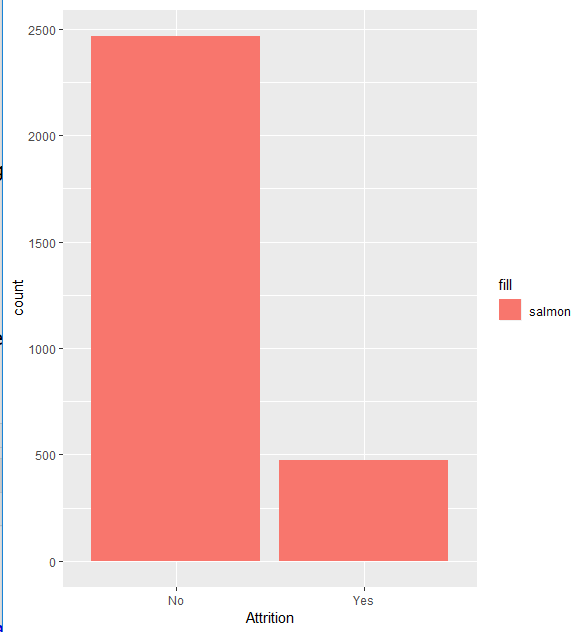 2500
2000
1500
1000
500
0
count
No
Yes
Attrition
fill
salmon